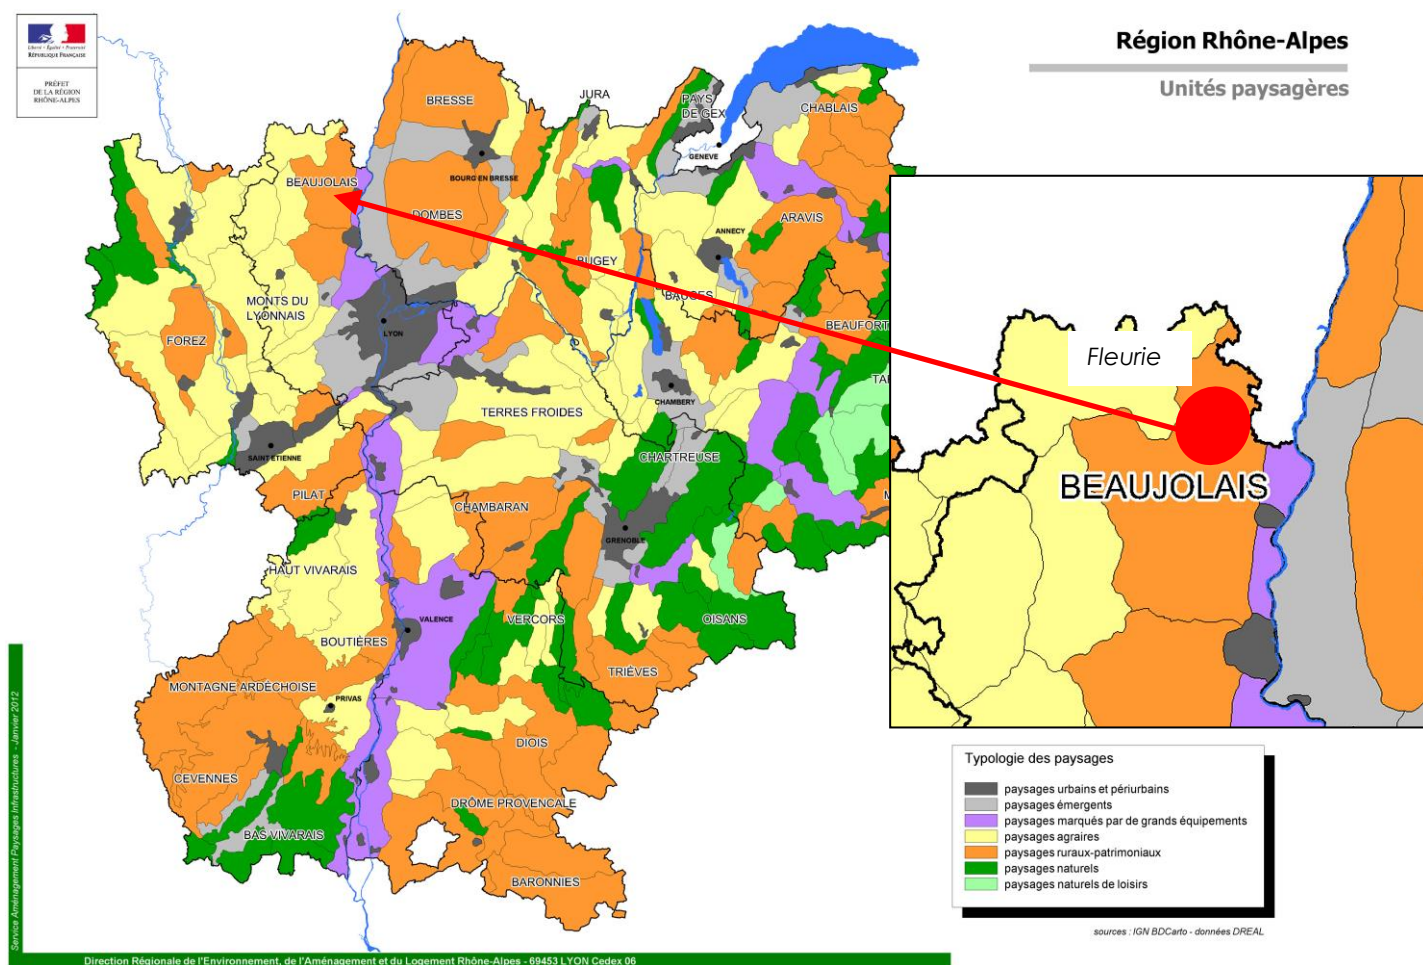 Liberté • Égalité • Fraternité
RÉPUBLIQUE FRANÇAISE
PRÉFET
DE LA RÉGION
RHÔNE-ALPES
Région Rhône-Alpes
Unités paysagères
BRESSE
JURA
PAYS
DE GEX
CHABLAIS
GENEVE
BOURG EN BRESSE
BEAUJOLAIS
DOMBES
ARAVIS
ANNECY
BUGEY
BAUGES
MONTS DU
LYONNAIS
LYON
FOREZ
BEAUFORT
TA
CHAMBERY
TERRES FROIDES
SAINT ETIENNE
CHARTREUSE
PILAT
CHAMBARAN
M
GRENOBLE
HAUT VIVARAIS
VALENCE
VERCORS
OISANS
BOUTIÈRES
TRIÈVES
MONTAGNE ARDÉCHOISE
PRIVAS
DIOIS
CEVENNES
DRÔME PROVENCALE
BAS VIVARAIS
BARONNIES
Fleurie
BEAUJOLAIS
Typologie des paysages
paysages urbains et périurbains
paysages émergents
paysages marqués par de grands équipements
paysages agraires
paysages ruraux-patrimoniaux
paysages naturels
paysages naturels de loisirs
sources : IGN BDCarto - données DREAL
Service Aménagement Paysages Infrastructures - Janvier 2012
Direction Régionale de l'Environnement, de l'Aménagement et du Logement Rhône-Alpes - 69453 LYON Cedex 06